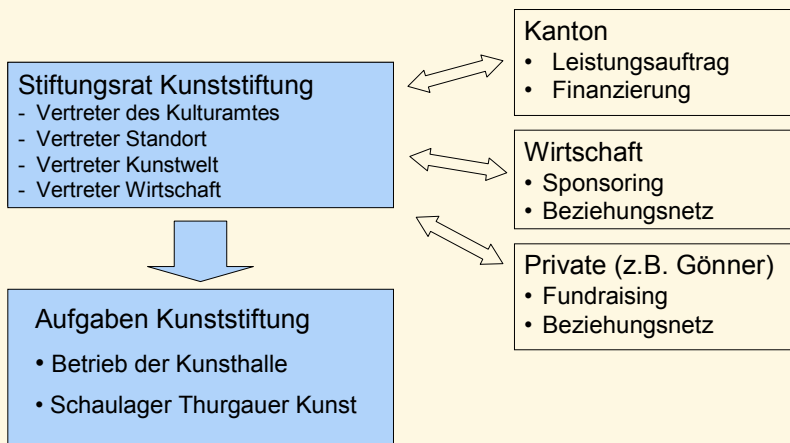 Stiftungsrat Kunststiftung
- Vertreter des Kulturamtes
- Vertreter Standort
- Vertreter Kunstwelt
- Vertreter Wirtschaft
Aufgaben Kunststiftung
• Betrieb der Kunsthalle
• Schaulager Thurgauer Kunst
Kanton
• Leistungsauftrag
• Finanzierung
Wirtschaft
• Sponsoring
• Beziehungsnetz
Private (z.B. Gönner)
• Fundraising
• Beziehungsnetz